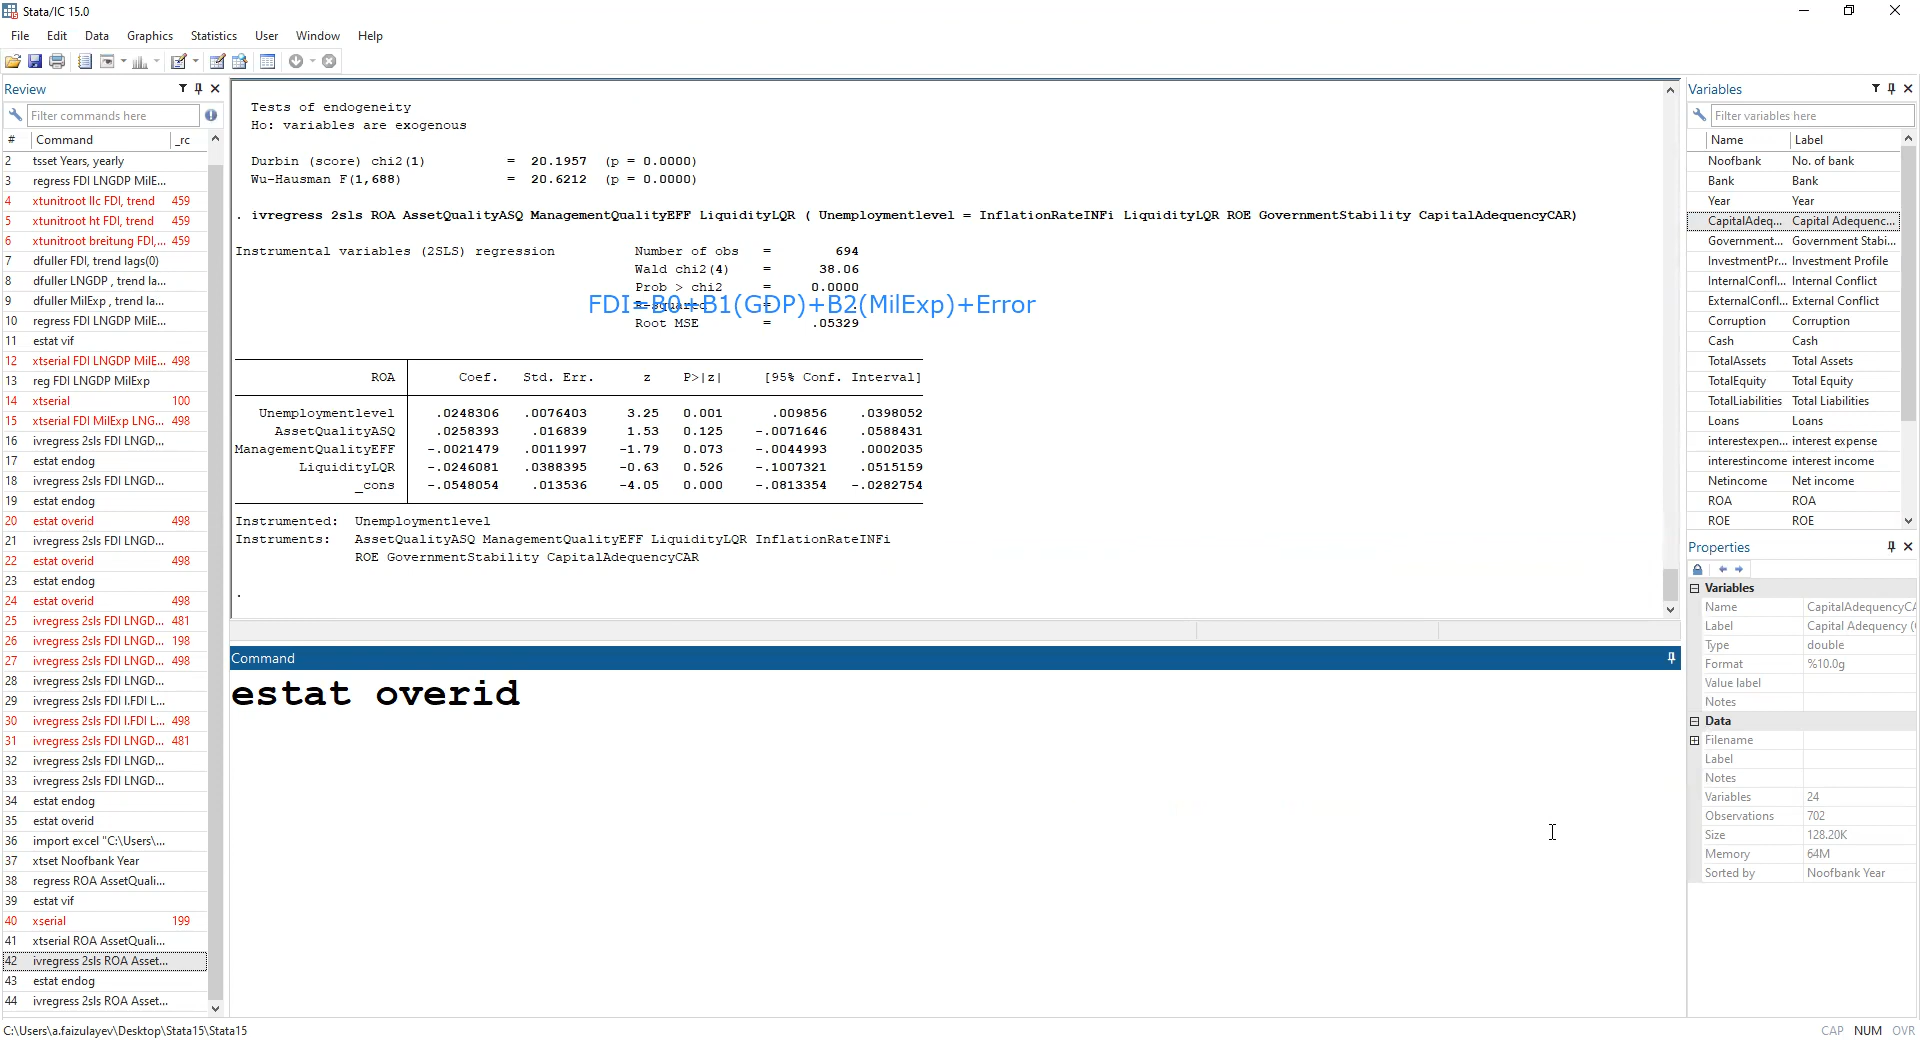 Stata/IC 15.0
File Edit Data Graphics Statistics User Window Help
Review
Filter commands here
# Command _rc
2 tsset Years, yearly
3 regress FDI LNGDP MilE...
4 xtunitroot llc FDI, trend 459
5 xtunitroot ht FDI, trend 459
6 xtunitroot breitung FDI,... 459
7 dfuller FDI, trend lags(0)
8 dfuller LNGDP , trend la...
9 dfuller MilExp , trend la...
10 regress FDI LNGDP MilE...
11 estat vif
12 xtserial FDI LNGDP MilE... 498
13 reg FDI LNGDP MilExp
14 xtserial 100
15 xtserial FDI MilExp LNG... 498
16 ivregress 2sls FDI LNGD...
17 estat endog
18 ivregress 2sls FDI LNGD...
19 estat endog
20 estat overid 498
21 ivregress 2sls FDI LNGD...
22 estat overid 498
23 estat endog
24 estat overid 498
25 ivregress 2sls FDI LNGD... 481
26 ivregress 2sls FDI LNGD... 198
27 ivregress 2sls FDI LNGD... 498
28 ivregress 2sls FDI LNGD...
29 ivregress 2sls FDI I.FDI L...
30 ivregress 2sls FDI I.FDI L... 498
31 ivregress 2sls FDI LNGD... 481
32 ivregress 2sls FDI LNGD...
33 ivregress 2sls FDI LNGD...
34 estat endog
35 estat overid
36 import excel "C:\Users\...
37 xtset Noofbank Year
38 regress ROA AssetQuali...
39 estat vif
40 xserial 199
41 xtserial ROA AssetQuali...
42 ivregress 2sls ROA Asset...
43 estat endog
44 ivregress 2sls ROA Asset...
Tests of endogeneity
Ho: variables are exogenous
Durbin (score) chi2(1) = 20.1957 (p = 0.0000)
Wu-Hausman F(1,688) = 20.6212 (p = 0.0000)
. ivregress 2sls ROA AssetQualityASQ ManagementQualityEFF LiquidityLQR ( Unemploymentlevel = InflationRateINFi LiquidityLQR ROE GovernmentStability CapitalAdequencyCAR)
Instrumental variables (2SLS) regression Number of obs = 694
Wald chi2(4) = 38.06
Prob > chi2 = 0.0000
FDI=B0+B1(GDP)+B2(MilExp)+Error
R-squared = .
Root MSE = .05329
ROA Coef. Std. Err. z P>|z| [95% Conf. Interval]
Unemploymentlevel .0248306 .0076403 3.25 0.001 .009856 .0398052
AssetQualityASQ .0258393 .016839 1.53 0.125 -.0071646 .0588431
ManagementQualityEFF -.0021479 .0011997 -1.79 0.073 -.0044993 .0002035
LiquidityLQR -.0246081 .0388395 -0.63 0.526 -.1007321 .0515159
_cons -.0548054 .013536 -4.05 0.000 -.0813354 -.0282754
Instrumented: Unemploymentlevel
Instruments: AssetQualityASQ ManagementQualityEFF LiquidityLQR InflationRateINFi
ROE GovernmentStability CapitalAdequencyCAR
.
Command
estat overid
Variables
Filter variables here
Name Label
Noofbank No. of bank
Bank Bank
Year Year
CapitalAdeq... Capital Adequenc...
Government... Government Stabi...
InvestmentPr... Investment Profile
InternalConfl... Internal Conflict
ExternalConfl... External Conflict
Corruption Corruption
Cash Cash
TotalAssets Total Assets
TotalEquity Total Equity
TotalLiabilities Total Liabilities
Loans Loans
interestexpen... interest expense
interestincome interest income
Netincome Net income
ROA ROA
ROE ROE
Properties
Variables
Name CapitalAdequencyCA
Label Capital Adequency (
Type double
Format %10.0g
Value label
Notes
Data
Filename
Label
Notes
Variables 24
Observations 702
Size 128.20K
Memory 64M
Sorted by Noofbank Year
C:\Users\a.faizulayev\Desktop\Stata15\Stata15
CAP NUM OVR